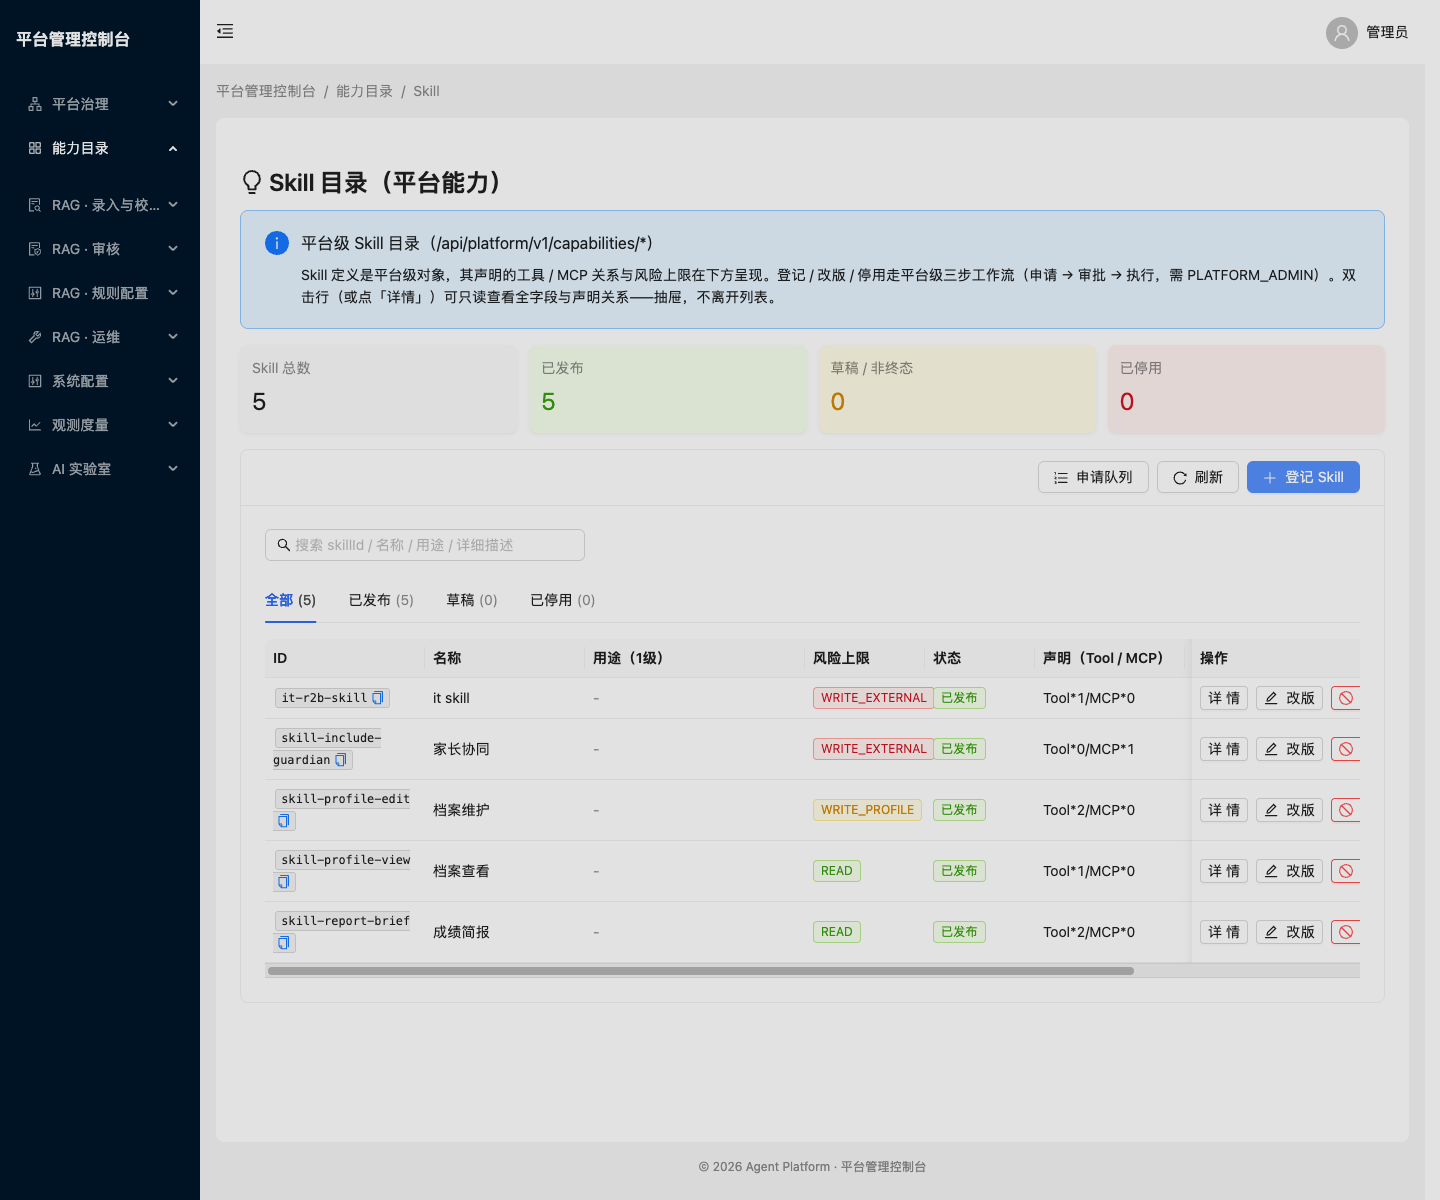 平台管理控制台
管理员
平台治理
能力目录
RAG · 录入与校...
RAG · 审核
RAG · 规则配置
RAG · 运维
系统配置
观测度量
AI 实验室
平台管理控制台 / 能力目录 / Skill
Skill 目录（平台能力）
平台级 Skill 目录（/api/platform/v1/capabilities/*）
Skill 定义是平台级对象，其声明的工具 / MCP 关系与风险上限在下方呈现。登记 / 改版 / 停用走平台级三步工作流（申请 → 审批 → 执行，需 PLATFORM_ADMIN）。双
击行（或点「详情」）可只读查看全字段与声明关系——抽屉，不离开列表。
Skill 总数
5
已发布
5
草稿 / 非终态
0
已停用
0
申请队列
刷新
登记 Skill
搜索 skillId / 名称 / 用途 / 详细描述
全部 (5) 已发布 (5) 草稿 (0) 已停用 (0)
ID 名称 用途（1级） 风险上限 状态 声明（Tool / MCP） 操作
it-r2b-skill it skill - WRITE_EXTERNAL 已发布 Tool*1/MCP*0 详 情 改版
skill-include-
guardian 家长协同 - WRITE_EXTERNAL 已发布 Tool*0/MCP*1 详 情 改版
skill-profile-edit 档案维护 - WRITE_PROFILE 已发布 Tool*2/MCP*0 详 情 改版
skill-profile-view 档案查看 - READ 已发布 Tool*1/MCP*0 详 情 改版
skill-report-brief 成绩简报 - READ 已发布 Tool*2/MCP*0 详 情 改版
© 2026 Agent Platform · 平台管理控制台